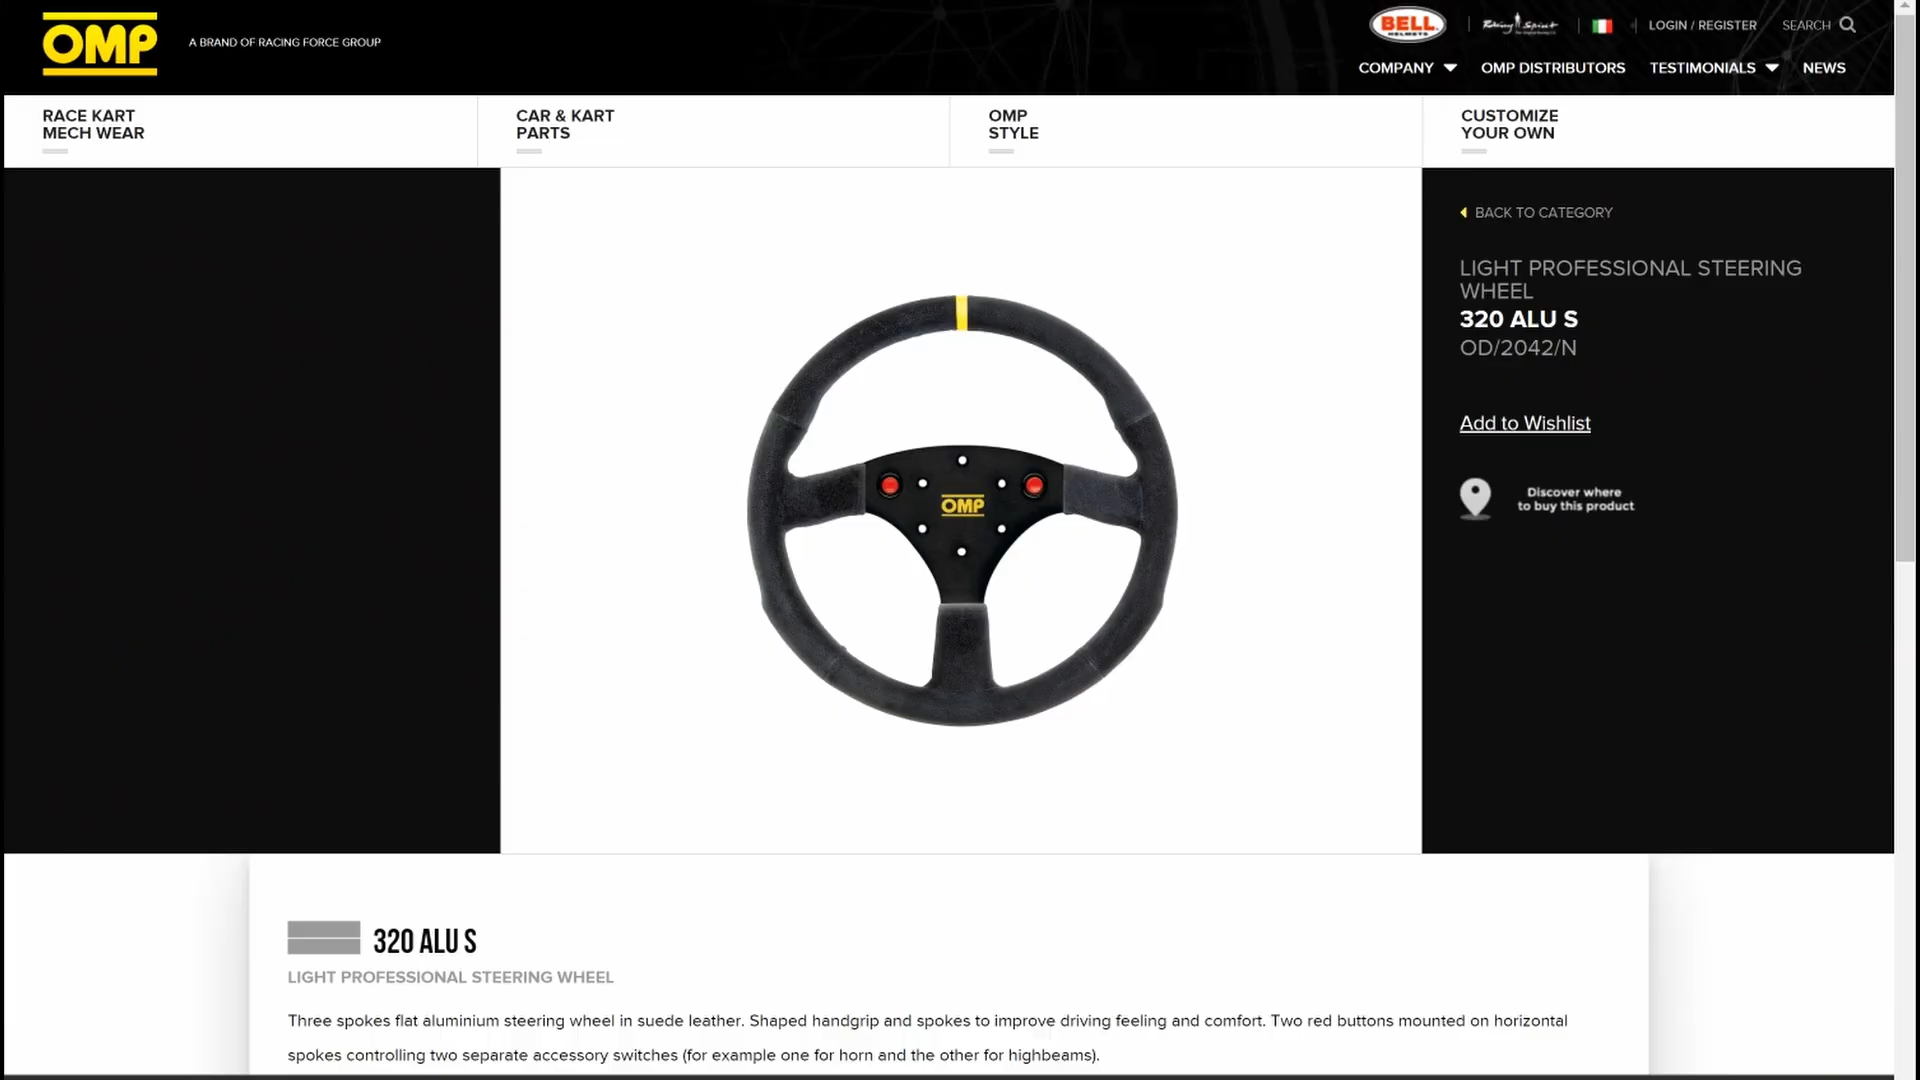 OMP
A BRAND OF RACING FORCE GROUP
BELL
HELMETS
Racing Spirit
LOGIN / REGISTER
SEARCH
COMPANY
OMP DISTRIBUTORS
TESTIMONIALS
NEWS
RACE KART
MECH WEAR
CAR & KART
PARTS
OMP
STYLE
CUSTOMIZE
YOUR OWN
OMP
BACK TO CATEGORY
LIGHT PROFESSIONAL STEERING
WHEEL
320 ALU S
OD/2042/N
Add to Wishlist
Discover where
to buy this product
320 ALU S
LIGHT PROFESSIONAL STEERING WHEEL
Three spokes flat aluminium steering wheel in suede leather. Shaped handgrip and spokes to improve driving feeling and comfort. Two red buttons mounted on horizontal
spokes controlling two separate accessory switches (for example one for horn and the other for highbeams).